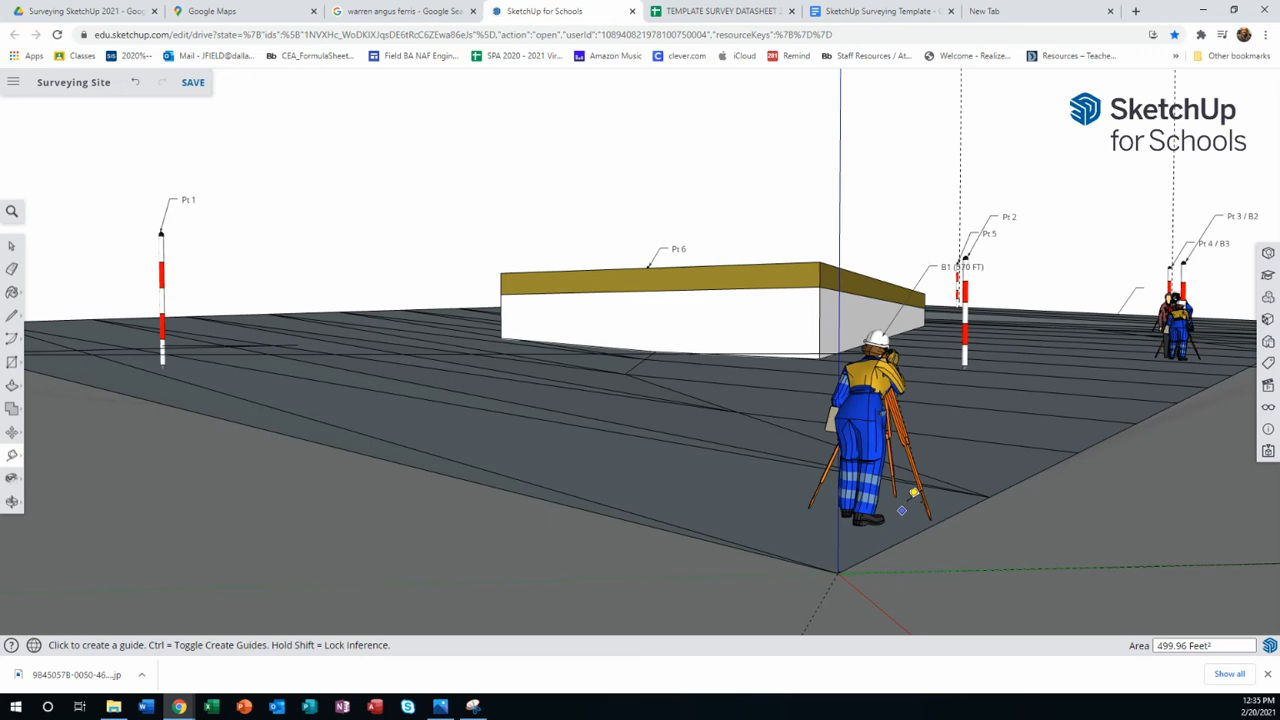 Surveying SketchUp 2021 - Goog
Google Maps
warren angus ferris - Google Sea
SketchUp for Schools
TEMPLATE SURVEY DATASHEET 2
SketchUp Surveying Template - G
New Tab
edu.sketchup.com/edit/drive?state=%7B"ids":%5B"1NVXHc_WoDKIXJqsDE6tRcC6ZEwa86eJs"%5D,"action":"open","userId":"108940821978100750004","resourceKeys":%7B%7D%7D
Apps
Classes
2020%--
CEA_FormulaSheet...
Field BA NAF Engin...
SPA 2020 - 2021 Vir...
Amazon Music
clever.com
iCloud
Remind
Staff Resources / At...
Welcome - Realize...
Resources – Teache...
»
Other bookmarks
Surveying Site
SAVE
SketchUp
for Schools
Pt 1
Pt 6
Pt 2
Pt 5
B1 (570 FT)
Pt 3 / B2
Pt 4 / B3
Click to create a guide. Ctrl = Toggle Create Guides. Hold Shift = Lock Inference.
Area
499.96 Feet²
9845057B-0050-46....jp
Show all
12:35 PM
2/20/2021